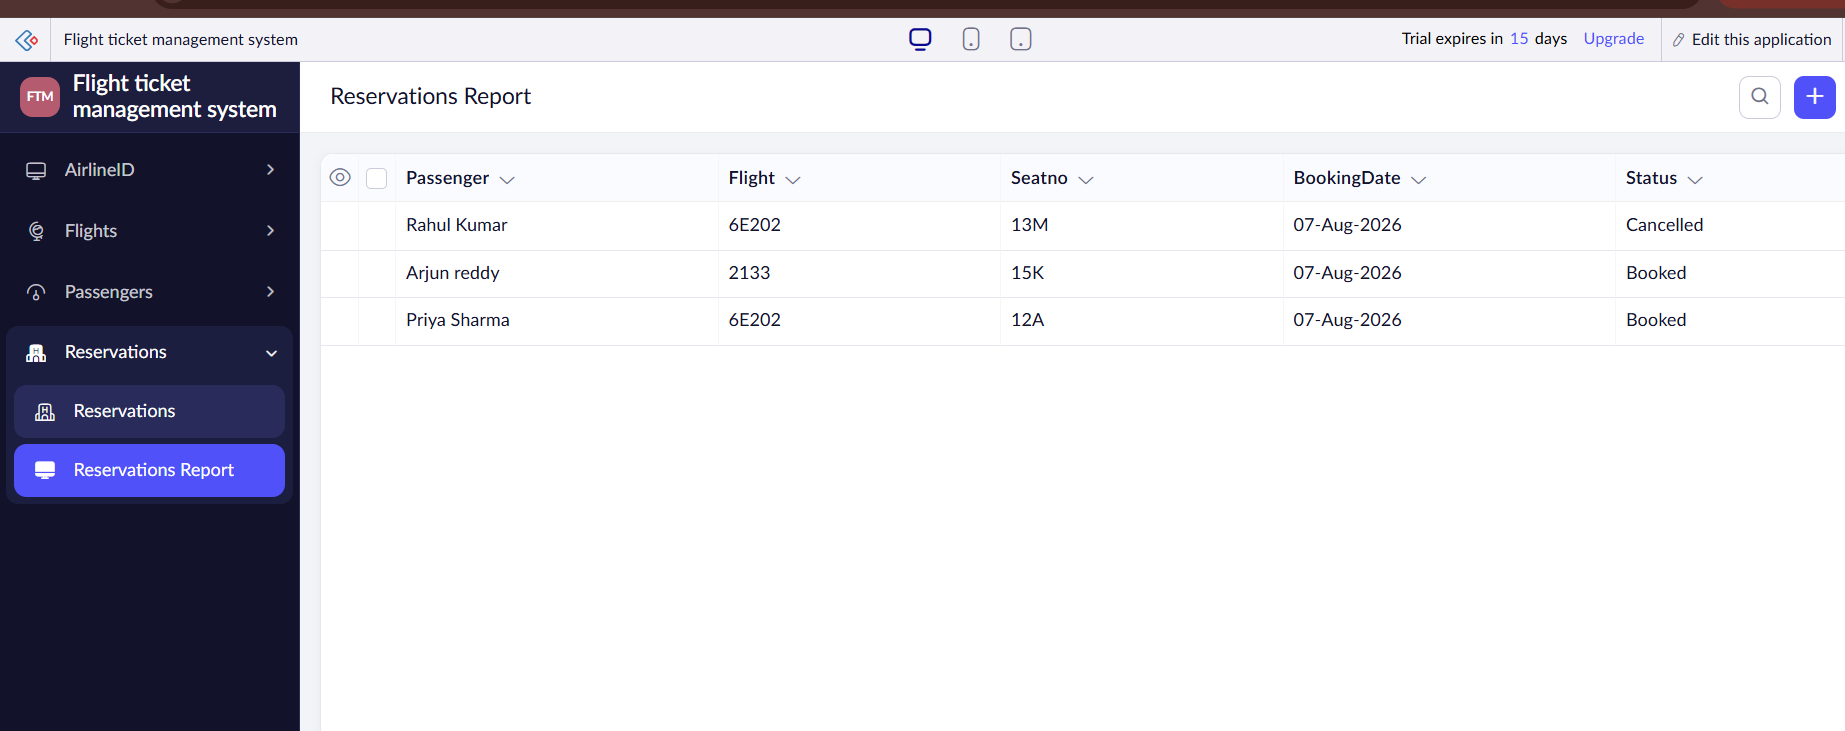 Flight ticket management system
Trial expires in 15 days Upgrade Edit this application
FTM Flight ticket
management system
AirlineID
Flights
Passengers
Reservations
Reservations
Reservations Report
Reservations Report
Passenger Flight Seatno BookingDate Status
Rahul Kumar 6E202 13M 07-Aug-2026 Cancelled
Arjun reddy 2133 15K 07-Aug-2026 Booked
Priya Sharma 6E202 12A 07-Aug-2026 Booked